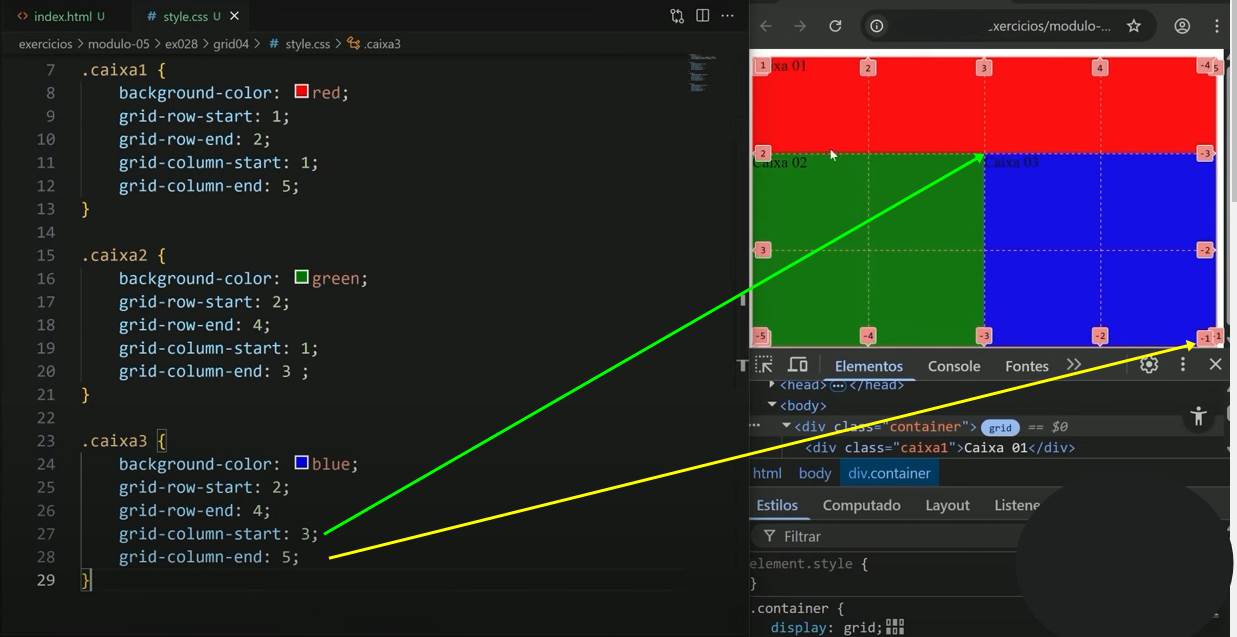 index.html U
# style.css U ×
exercicios > modulo-05 > ex028 > grid04 > # style.css > .caixa3
7 .caixa1 {
8 background-color: red;
9 grid-row-start: 1;
10 grid-row-end: 2;
11 grid-column-start: 1;
12 grid-column-end: 5;
13 }
14
15 .caixa2 {
16 background-color: green;
17 grid-row-start: 2;
18 grid-row-end: 4;
19 grid-column-start: 1;
20 grid-column-end: 3 ;
21 }
22
23 .caixa3 {
24 background-color: blue;
25 grid-row-start: 2;
26 grid-row-end: 4;
27 grid-column-start: 3;
28 grid-column-end: 5;
29 }
.xercicios/modulo-...
1 xa 01 2 3 4 -4 5
2 Caixa 02 Caixa 03 -3
3 -2
-5 -4 -3 -2 -1 -1
Elementos Console Fontes
<head> ... </head>
<body>
<div class="container"> grid == $0
<div class="caixa1">Caixa 01</div>
html body div.container
Estilos Computado Layout Listene
Filtrar
element.style {
}
.container {
display: grid;